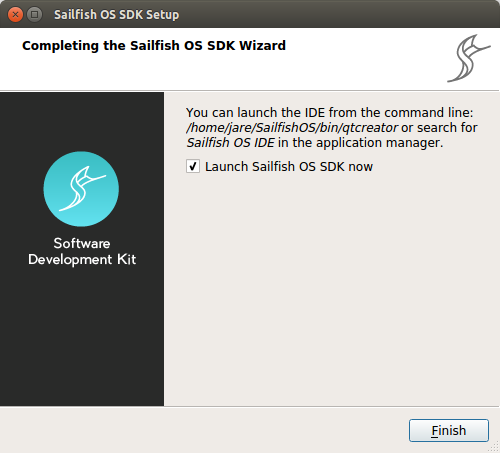 Sailfish OS SDK Setup
Completing the Sailfish OS SDK Wizard
You can launch the IDE from the command line:
/home/jare/SailfishOS/bin/qtcreator or search for
Sailfish OS IDE in the application manager.
Launch Sailfish OS SDK now
Software
Development Kit
Finish